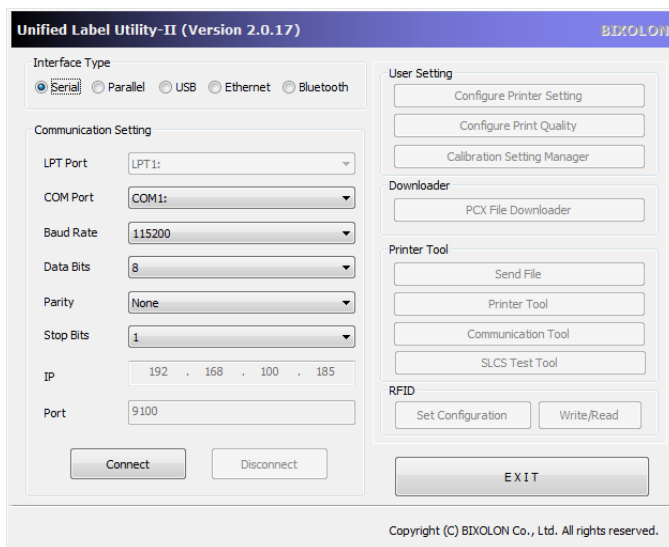 Unified Label Utility-II (Version 2.0.17)
BIXOLON
Interface Type
Serial Parallel USB Ethernet Bluetooth
Communication Setting
LPT Port LPT1:
COM Port COM1:
Baud Rate 115200
Data Bits 8
Parity None
Stop Bits 1
IP 192 . 168 . 100 . 185
Port 9100
Connect Disconnect
User Setting
Configure Printer Setting
Configure Print Quality
Calibration Setting Manager
Downloader
PCX File Downloader
Printer Tool
Send File
Printer Tool
Communication Tool
SLCS Test Tool
RFID
Set Configuration Write/Read
EXIT
Copyright (C) BIXOLON Co., Ltd. All rights reserved.